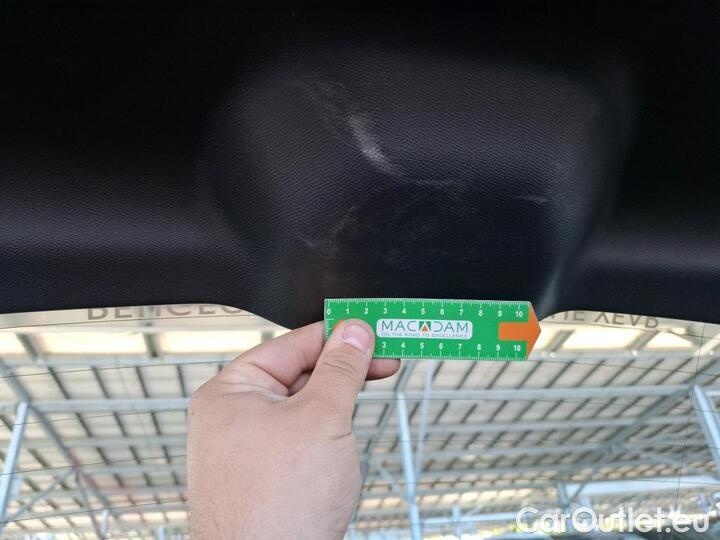 0 1 2 3 4 5 6 7 8 9 10
MACADAM
ON THE ROAD TO EXCELLENCE
3 4 5 6 7 8 9 10
CarOutlet.eu